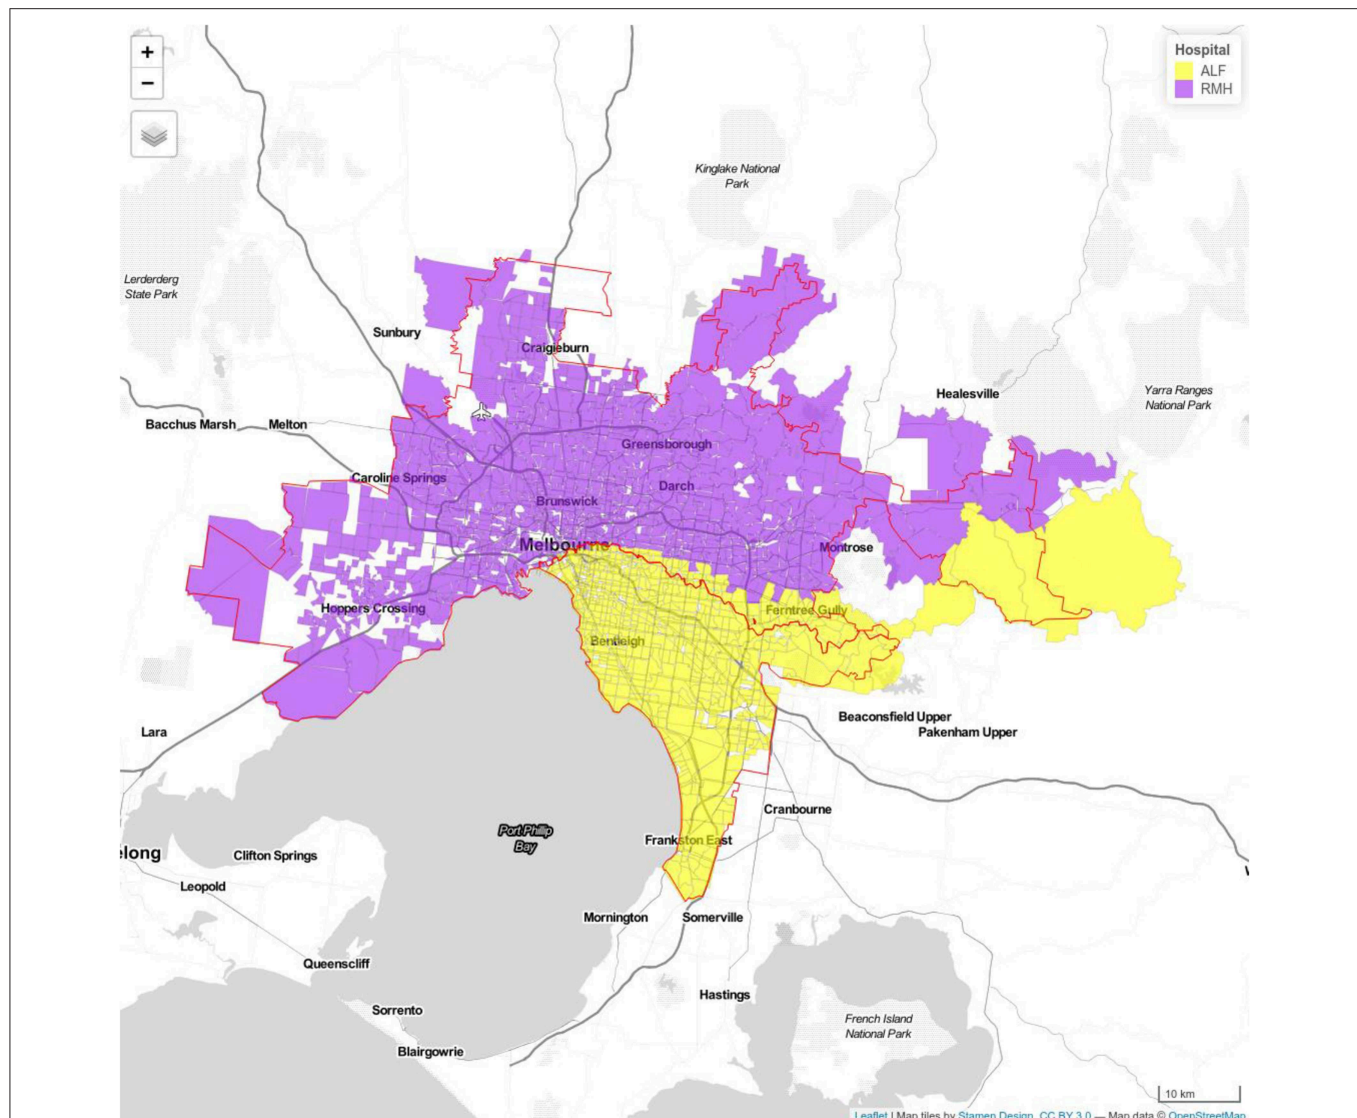 +
−
Hospital
ALF
RMH
Kinglake National
Park
Lerderderg
State Park
Sunbury
Craigieburn
Healesville
Yarra Ranges
National Park
Bacchus Marsh
Melton
Greensborough
Caroline Springs
Darch
Brunswick
Melbourne
Montrose
Hoppers Crossing
Ferntree Gully
Bentleigh
Beaconsfield Upper
Lara
Pakenham Upper
Cranbourne
Port Phillip
Bay
Frankston East
elong
Clifton Springs
Leopold
Mornington
Somerville
Queenscliff
Hastings
Sorrento
French Island
National Park
Blairgowrie
10 km
Leaflet | Map tiles by Stamen Design, CC BY 3.0 — Map data © OpenStreetMap